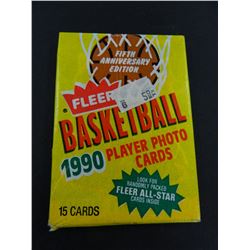 FIFTH
ANNIVERSARY
EDITION
FLEER
BASKETBALL
1990 PLAYER PHOTO
CARDS
LOOK FOR
RANDOMLY PACKED
FLEER ALL-STAR
CARDS INSIDE
15 CARDS